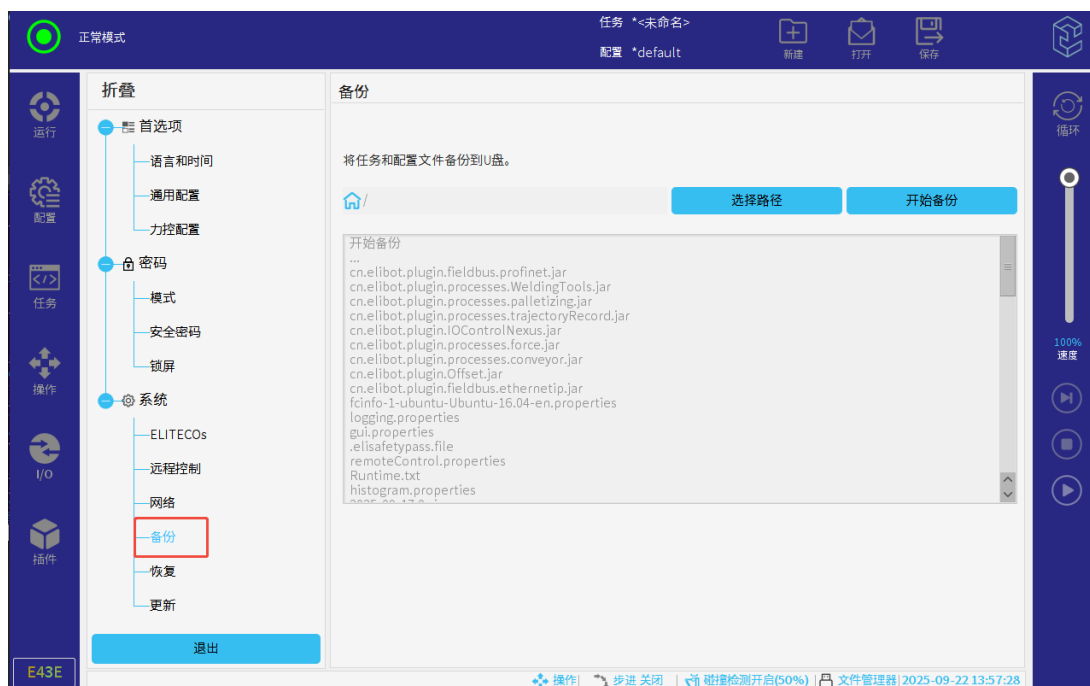 正常模式
任务 *<未命名>
配置 *default
新建
打开
保存
运行
配置
任务
操作
I/O
插件
E43E
折叠
首选项
语言和时间
通用配置
力控配置
密码
模式
安全密码
锁屏
系统
ELITECOs
远程控制
网络
备份
恢复
更新
退出
备份
将任务和配置文件备份到U盘。
/
选择路径
开始备份
开始备份
...
cn.elibot.plugin.fieldbus.profinet.jar
cn.elibot.plugin.processes.WeldingTools.jar
cn.elibot.plugin.processes.palletizing.jar
cn.elibot.plugin.processes.trajectoryRecord.jar
cn.elibot.plugin.IOControlNexus.jar
cn.elibot.plugin.processes.force.jar
cn.elibot.plugin.processes.conveyor.jar
cn.elibot.plugin.Offset.jar
cn.elibot.plugin.fieldbus.ethernetip.jar
fcinfo-1-ubuntu-Ubuntu-16.04-en.properties
logging.properties
gui.properties
.elisafetypass.file
remoteControl.properties
Runtime.txt
histogram.properties
循环
100%
速度
操作| 步进 关闭 | 碰撞检测开启(50%) | 文件管理器|2025-09-22 13:57:28